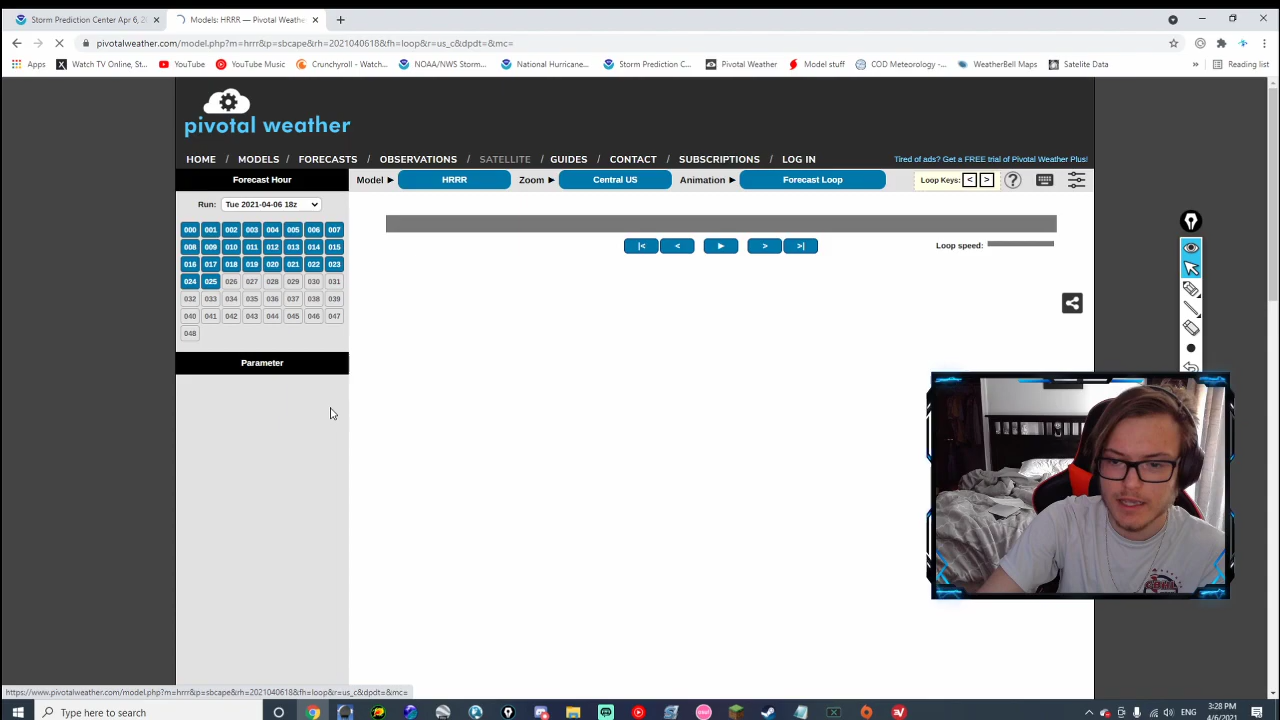 Storm Prediction Center Apr 6, 2
Models: HRRR — Pivotal Weathe
pivotalweather.com/model.php?m=hrrr&p=sbcape&rh=2021040618&fh=loop&r=us_c&dpdt=&mc=
Apps
Watch TV Online, St...
YouTube
YouTube Music
Crunchyroll - Watch...
NOAA/NWS Storm...
National Hurricane...
Storm Prediction C...
Pivotal Weather
Model stuff
COD Meteorology -...
WeatherBell Maps
Satellite Data
»
Reading list
pivotal weather
HOME / MODELS / FORECASTS / OBSERVATIONS / SATELLITE / GUIDES / CONTACT / SUBSCRIPTIONS / LOG IN
Tired of ads? Get a FREE trial of Pivotal Weather Plus!
Forecast Hour
Model ► HRRR Zoom ► Central US Animation ► Forecast Loop
Loop Keys: < > ?
Run: Tue 2021-04-06 18z
000 001 002 003 004 005 006 007
008 009 010 011 012 013 014 015
016 017 018 019 020 021 022 023
024 025 026 027 028 029 030 031
032 033 034 035 036 037 038 039
040 041 042 043 044 045 046 047
048
|< < ► > >|
Loop speed:
Parameter
https://www.pivotalweather.com/model.php?m=hrrr&p=sbcape&rh=2021040618&fh=loop&r=us_c&dpdt=&mc=
Type here to search
ENG
3:28 PM
4/6/2021